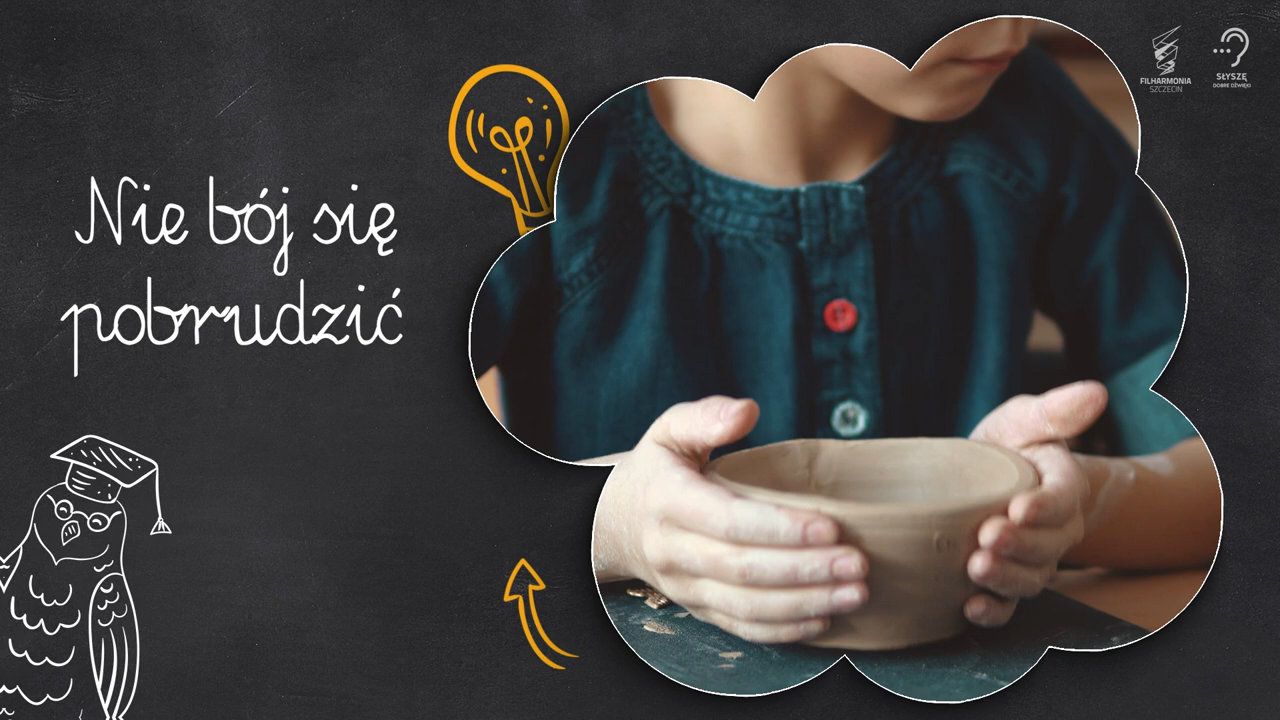 Nie bój się
pobrudzić
FILHARMONIA
SZCZECIN
SŁYSZĘ
DOBRE DŹWIĘKI